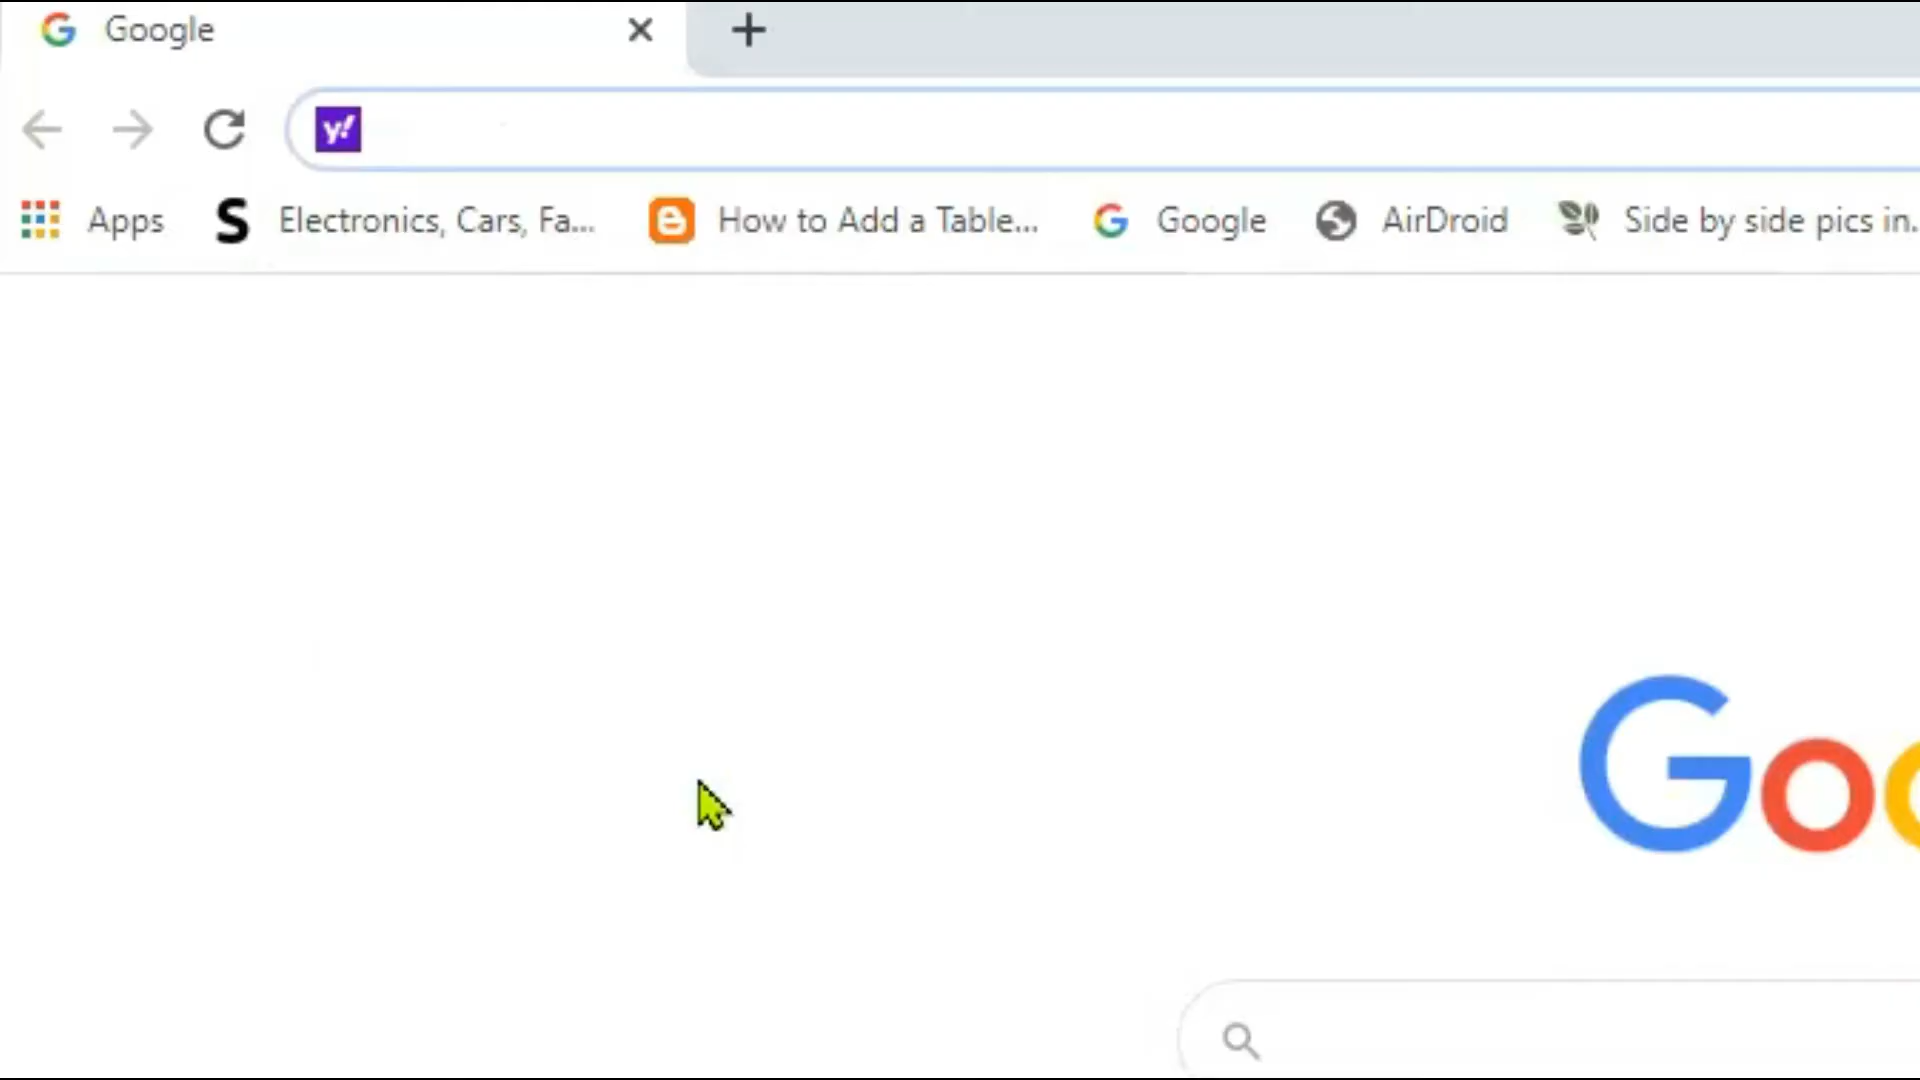 Google
y!
Apps
S
Electronics, Cars, Fa...
How to Add a Table...
Google
AirDroid
Side by side pics in.
Goo